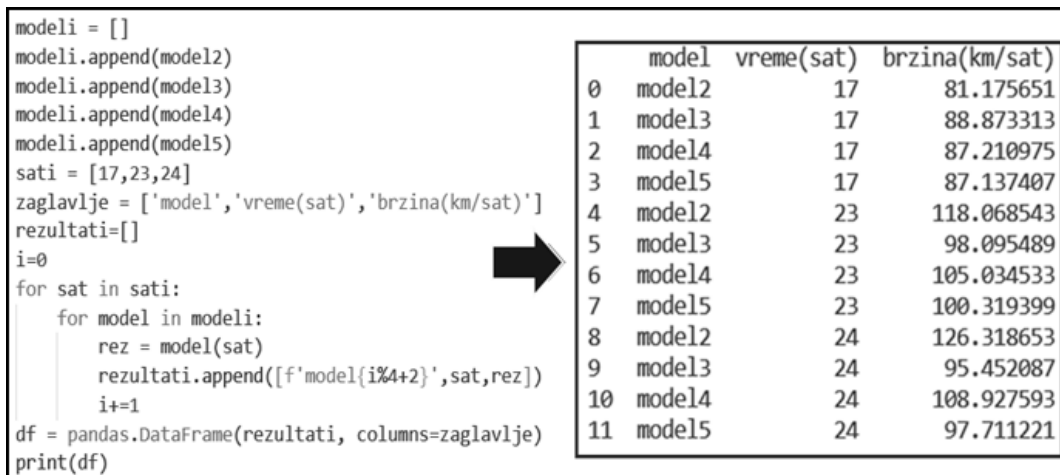 modeli = []
modeli.append(model2)
modeli.append(model3)
modeli.append(model4)
modeli.append(model5)
sati = [17,23,24]
zaglavlje = ['model','vreme(sat)','brzina(km/sat)']
rezultati=[]
i=0
for sat in sati:
    for model in modeli:
        rez = model(sat)
        rezultati.append([f'model{i%4+2}',sat,rez])
        i+=1
df = pandas.DataFrame(rezultati, columns=zaglavlje)
print(df)
model vreme(sat) brzina(km/sat)
0 model2 17 81.175651
1 model3 17 88.873313
2 model4 17 87.210975
3 model5 17 87.137407
4 model2 23 118.068543
5 model3 23 98.095489
6 model4 23 105.034533
7 model5 23 100.319399
8 model2 24 126.318653
9 model3 24 95.452087
10 model4 24 108.927593
11 model5 24 97.711221